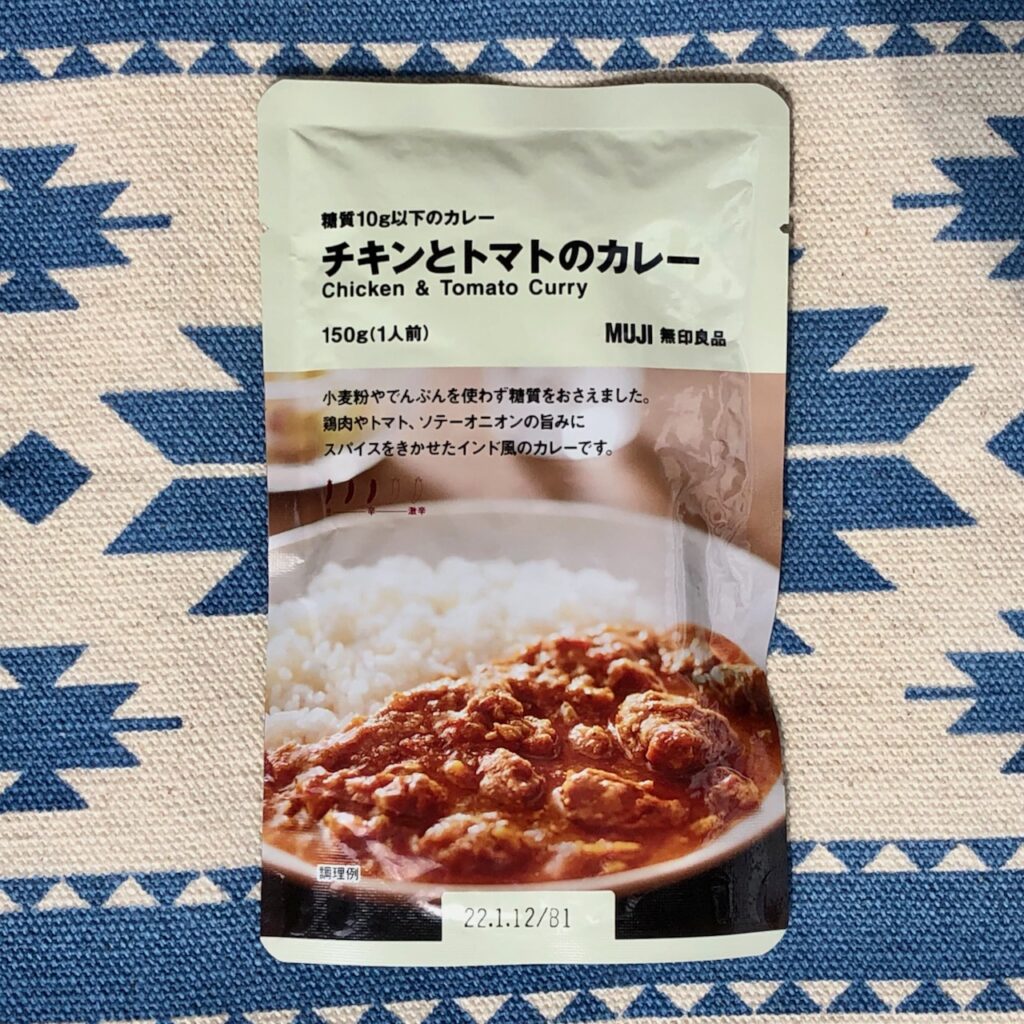 糖質10g以下のカレー
チキンとトマトのカレー
Chicken & Tomato Curry
150g(1人前)
MUJI 無印良品
小麦粉やでんぷんを使わず糖質をおさえました。
鶏肉やトマト、ソテーオニオンの旨みに
スパイスをきかせたインド風のカレーです。
辛 激辛
調理例
22.1.12/81